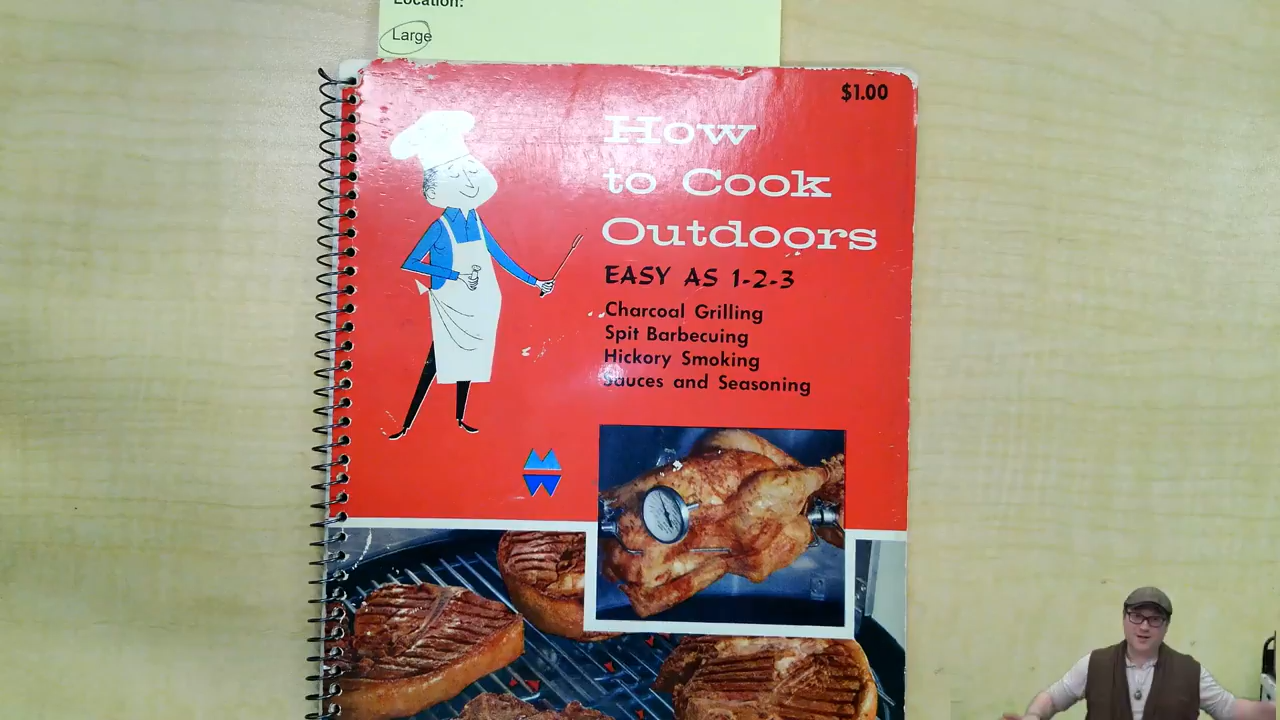 Location:
Large
$1.00
How
to Cook
Outdoors
EASY AS 1-2-3
Charcoal Grilling
Spit Barbecuing
Hickory Smoking
Sauces and Seasoning